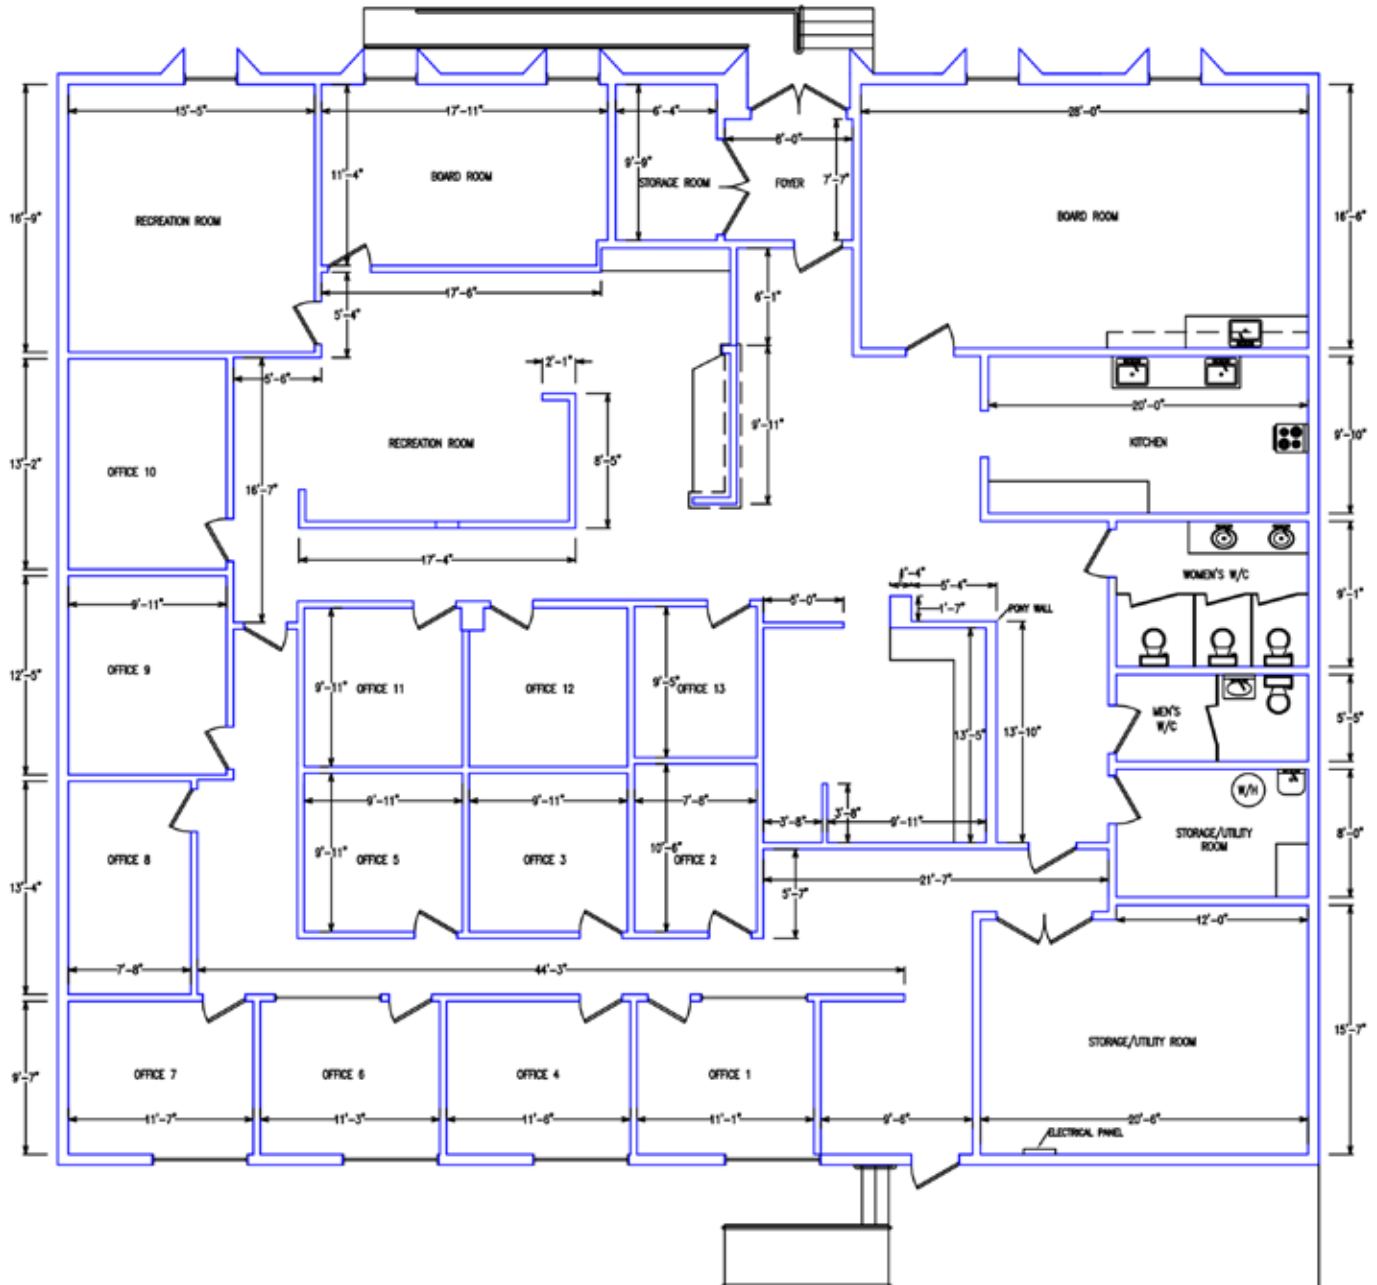 15'-5"
17'-11"
6'-4"
28'-0"
8'-0"
11'-4"
9'-9"
7'-7"
BOARD ROOM
STORAGE ROOM
FOYER
16'-9"
RECREATION ROOM
BOARD ROOM
16'-6"
17'-6"
6'-1"
5'-4"
2'-1"
5'-6"
20'-0"
9'-11"
RECREATION ROOM
KITCHEN
9'-10"
8'-5"
13'-2"
OFFICE 10
16'-7"
17'-4"
WOMEN'S W/C
5'-4"
9'-11"
5'-0"
1'-7"
PONY WALL
9'-1"
12'-5"
OFFICE 9
9'-11"
OFFICE 11
OFFICE 12
9'-5"
OFFICE 13
MEN'S
W/C
5'-5"
13'-5"
13'-10"
W/H
9'-11"
9'-11"
7'-8"
3'-8"
3'-8"
9'-11"
STORAGE/UTILITY
ROOM
8'-0"
13'-4"
OFFICE 8
9'-11"
OFFICE 5
OFFICE 3
10'-6"
OFFICE 2
5'-7"
21'-7"
12'-0"
7'-8"
44'-3"
STORAGE/UTILITY ROOM
15'-7"
9'-7"
OFFICE 7
OFFICE 6
OFFICE 4
OFFICE 1
11'-7"
11'-3"
11'-6"
11'-1"
9'-6"
20'-6"
ELECTRICAL PANEL